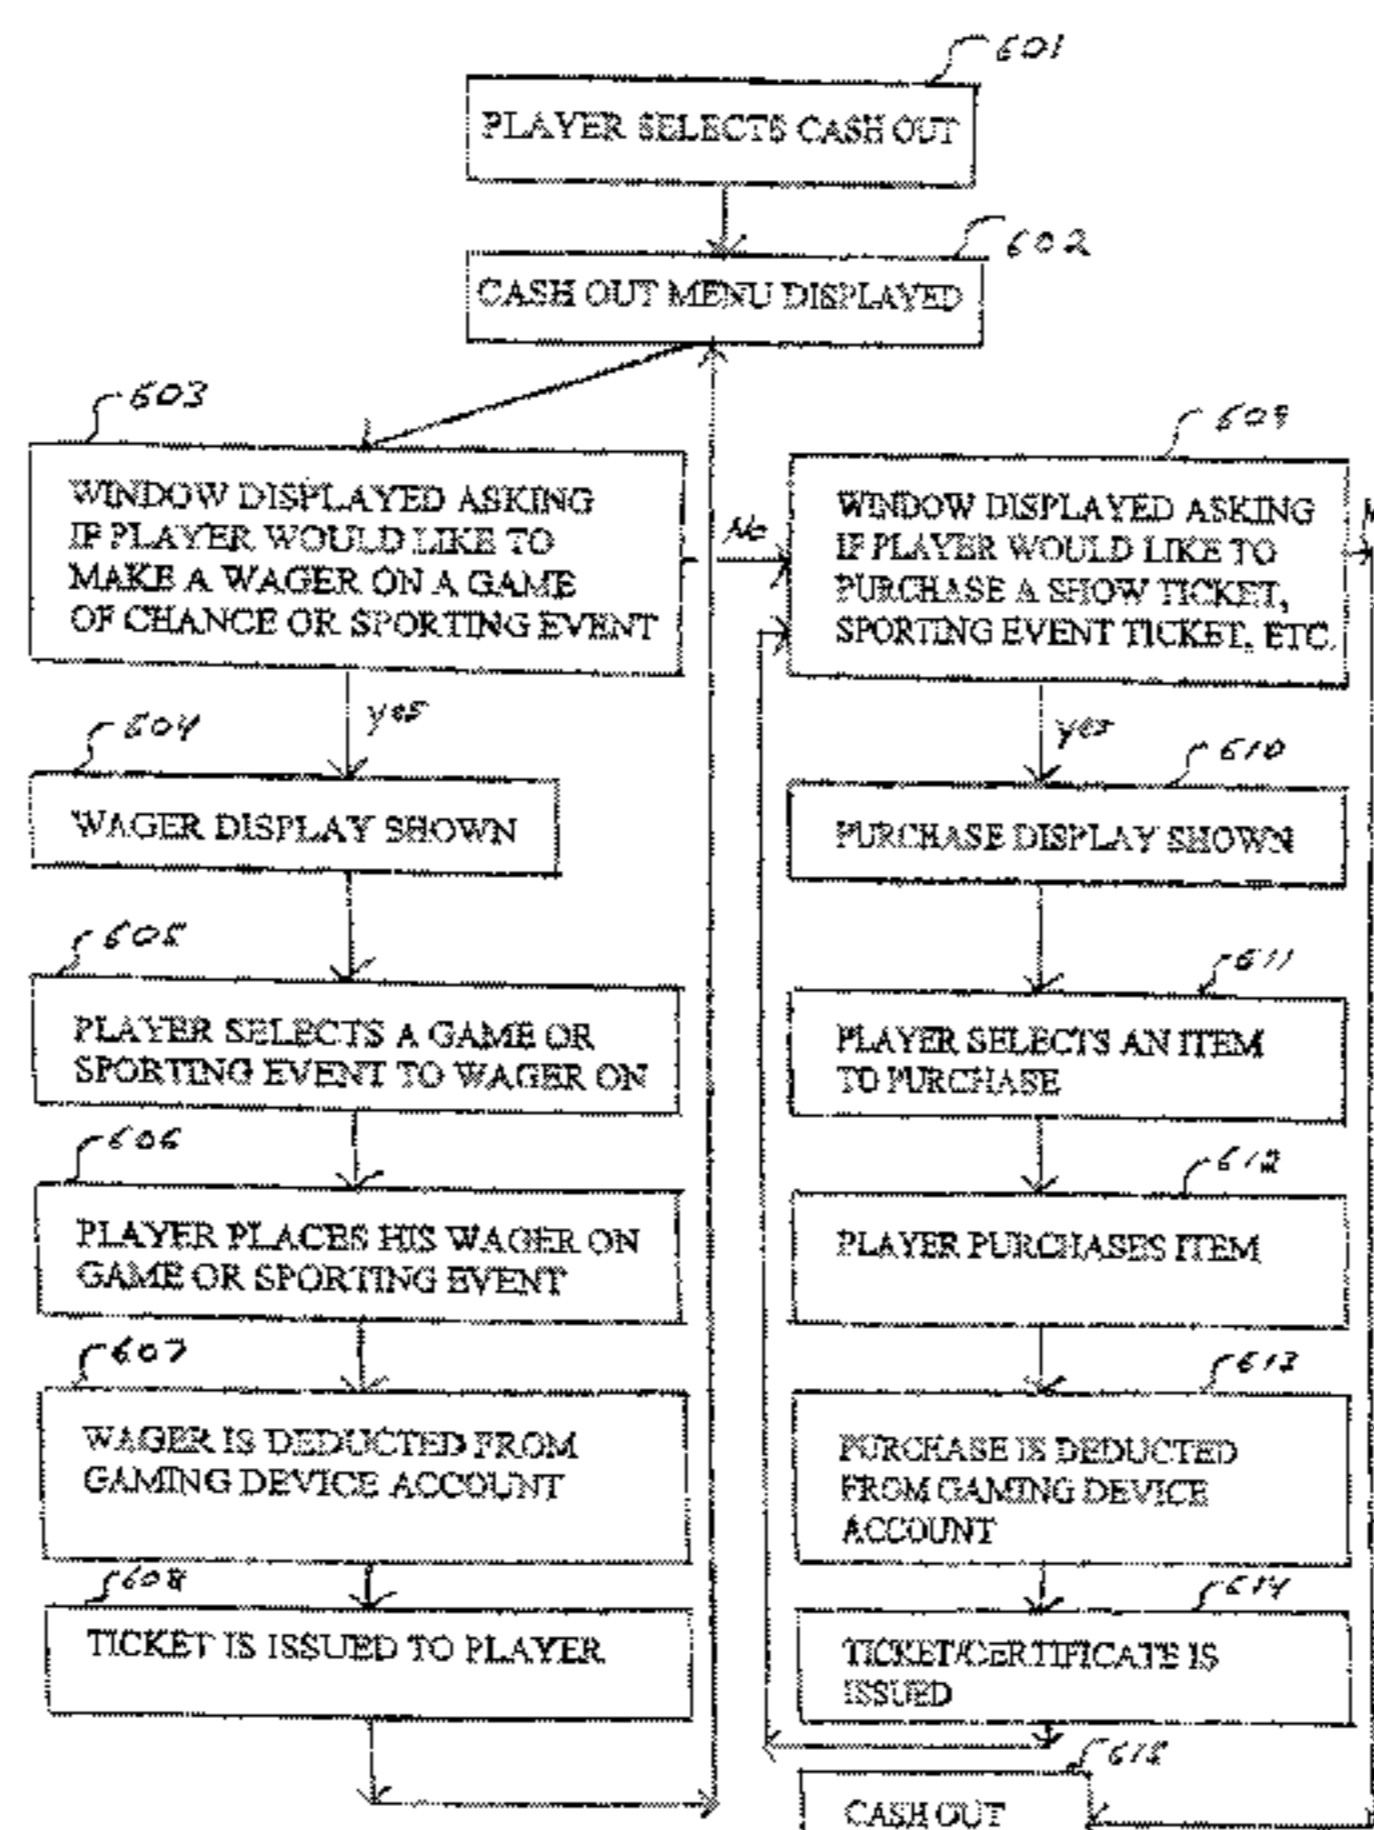 601
PLAYER SELECTS CASH OUT
602
CASH OUT MENU DISPLAYED
603
WINDOW DISPLAYED ASKING
IF PLAYER WOULD LIKE TO
MAKE A WAGER ON A GAME
OF CHANCE OR SPORTING EVENT
No
yes
604
WAGER DISPLAY SHOWN
605
PLAYER SELECTS A GAME OR
SPORTING EVENT TO WAGER ON
606
PLAYER PLACES HIS WAGER ON
GAME OR SPORTING EVENT
607
WAGER IS DEDUCTED FROM
GAMING DEVICE ACCOUNT
608
TICKET IS ISSUED TO PLAYER
609
WINDOW DISPLAYED ASKING
IF PLAYER WOULD LIKE TO
PURCHASE A SHOW TICKET,
SPORTING EVENT TICKET, ETC.
yes
610
PURCHASE DISPLAY SHOWN
611
PLAYER SELECTS AN ITEM
TO PURCHASE
612
PLAYER PURCHASES ITEM
613
PURCHASE IS DEDUCTED
FROM GAMING DEVICE
ACCOUNT
614
TICKET/CERTIFICATE IS
ISSUED
CASH OUT